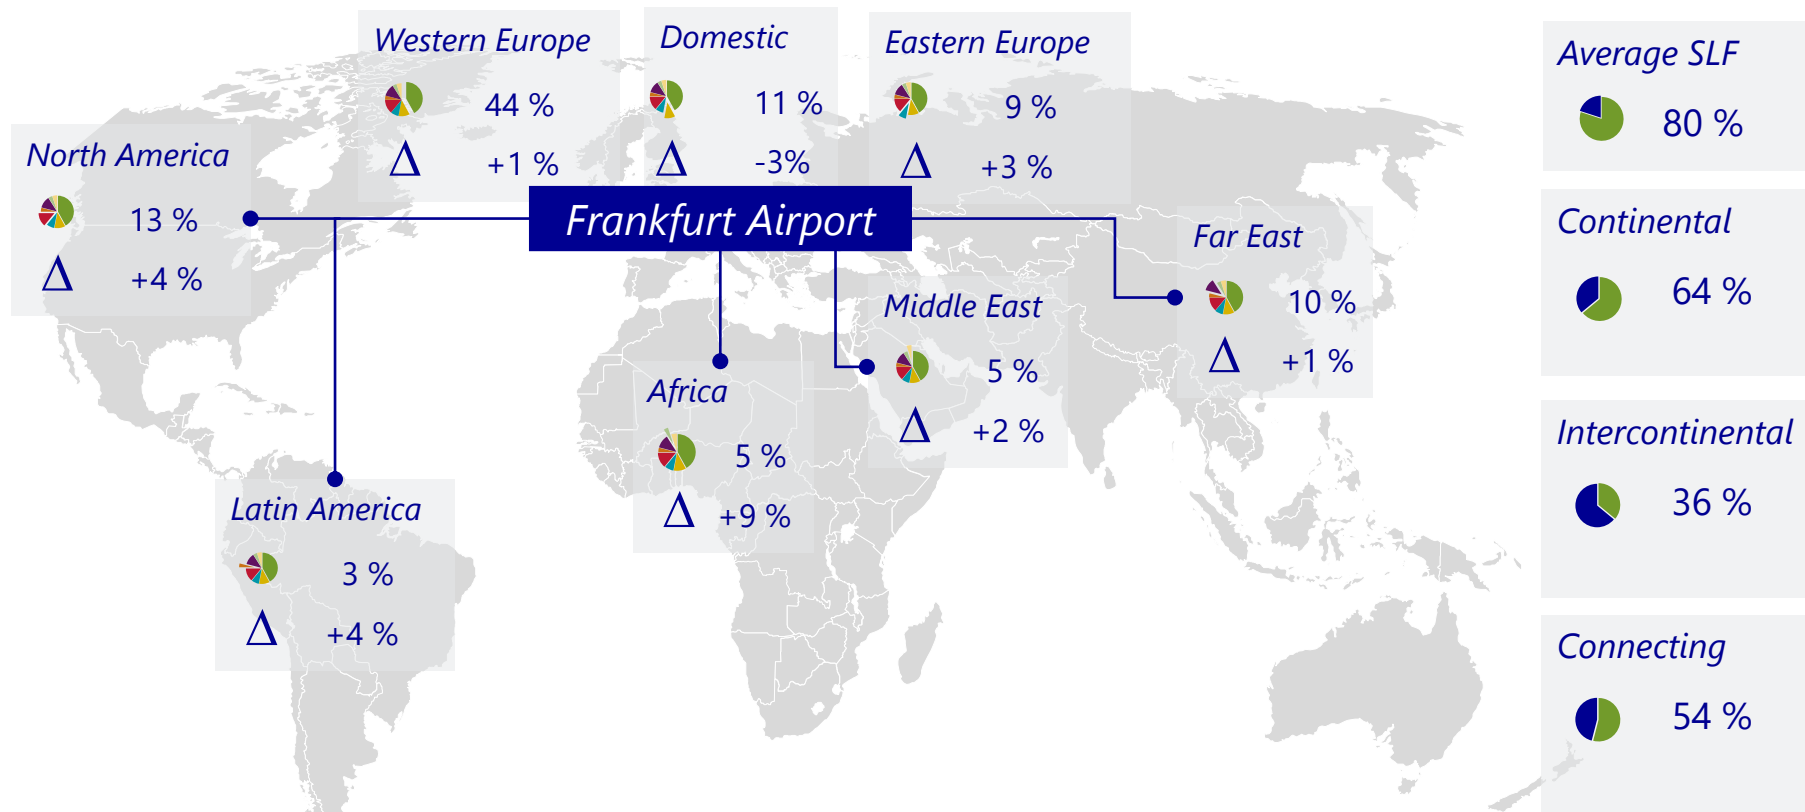 Western Europe
44 %
Δ +1 %
Domestic
11 %
Δ -3%
Eastern Europe
9 %
Δ +3 %
North America
13 %
Δ +4 %
Frankfurt Airport
Far East
10 %
Δ +1 %
Middle East
5 %
Δ +2 %
Africa
5 %
Δ +9 %
Latin America
3 %
Δ +4 %
Average SLF
80 %
Continental
64 %
Intercontinental
36 %
Connecting
54 %